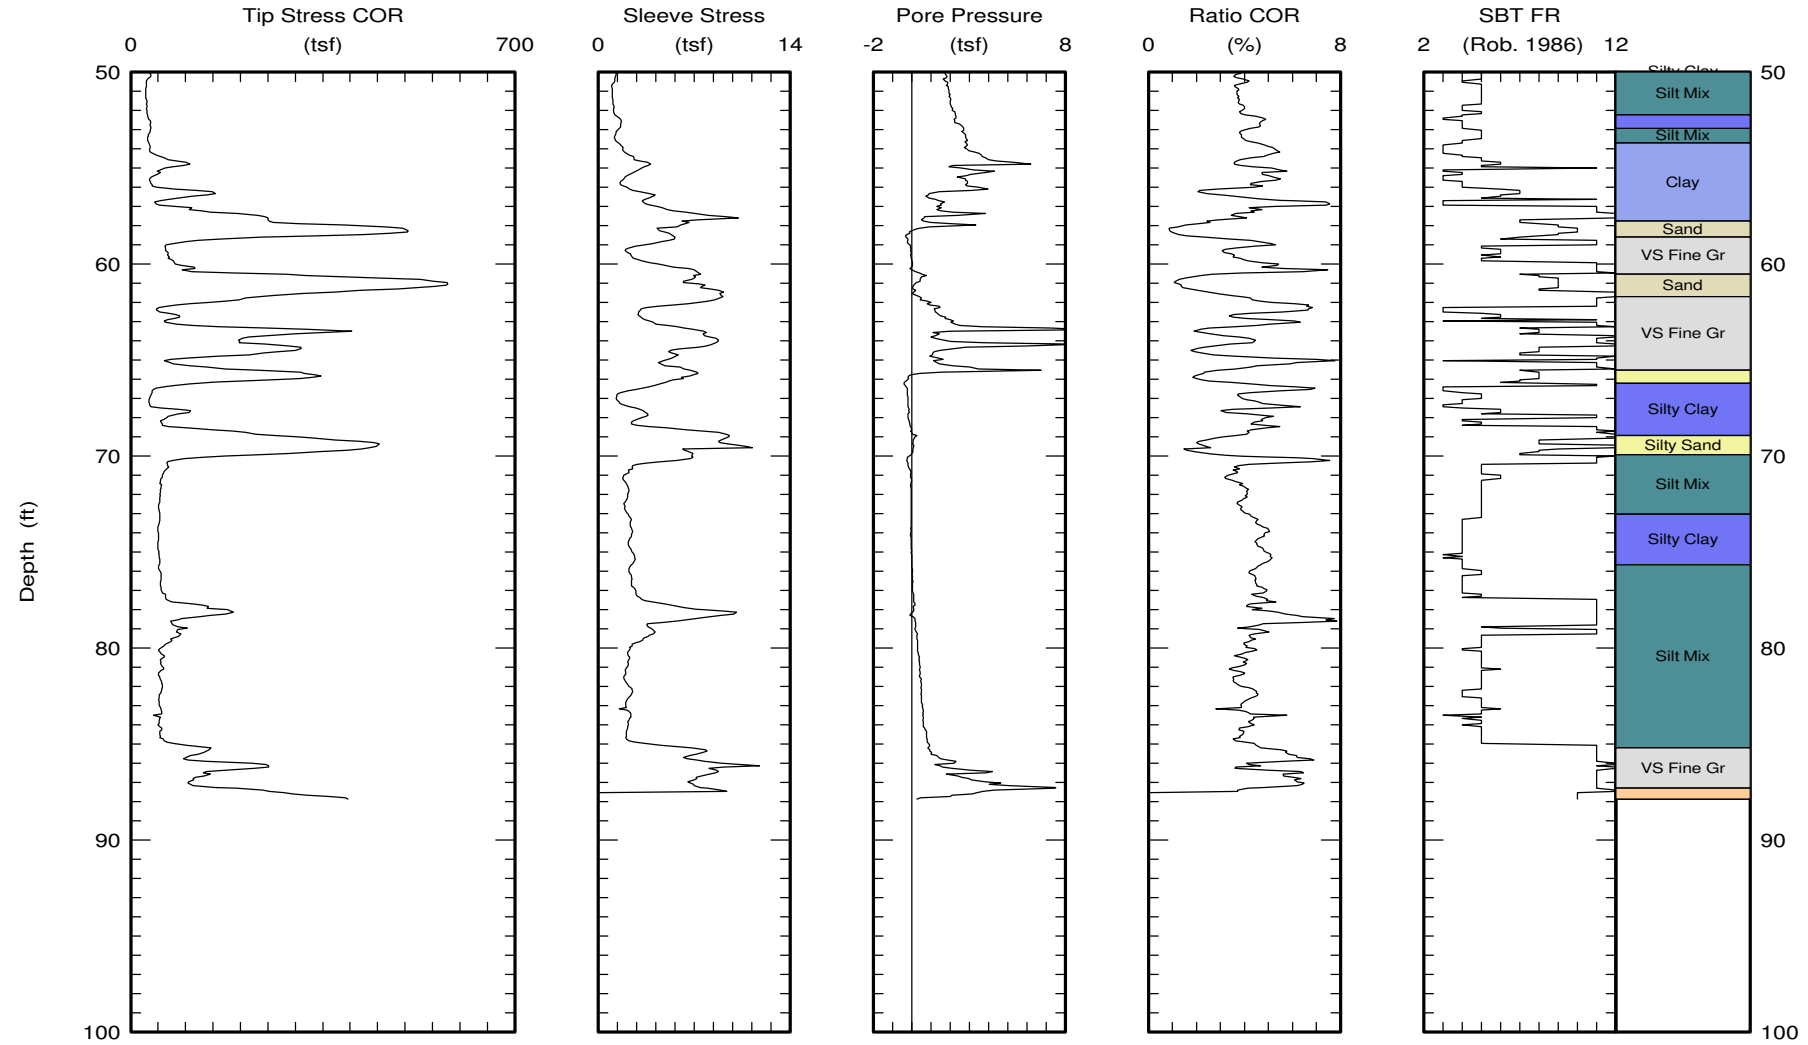 Tip Stress COR Sleeve Stress Pore Pressure Ratio COR SBT FR
0 (tsf) 700 0 (tsf) 14 -2 (tsf) 8 0 (%) 8 2 (Rob. 1986) 12
Silty Clay
50 50
Silt Mix
Silt Mix
Clay
Sand
VS Fine Gr
60 60
Sand
VS Fine Gr
Silty Clay
Silty Sand
70 70
Silt Mix
Silty Clay
Depth (ft)
80 80
Silt Mix
VS Fine Gr
90 90
100 100